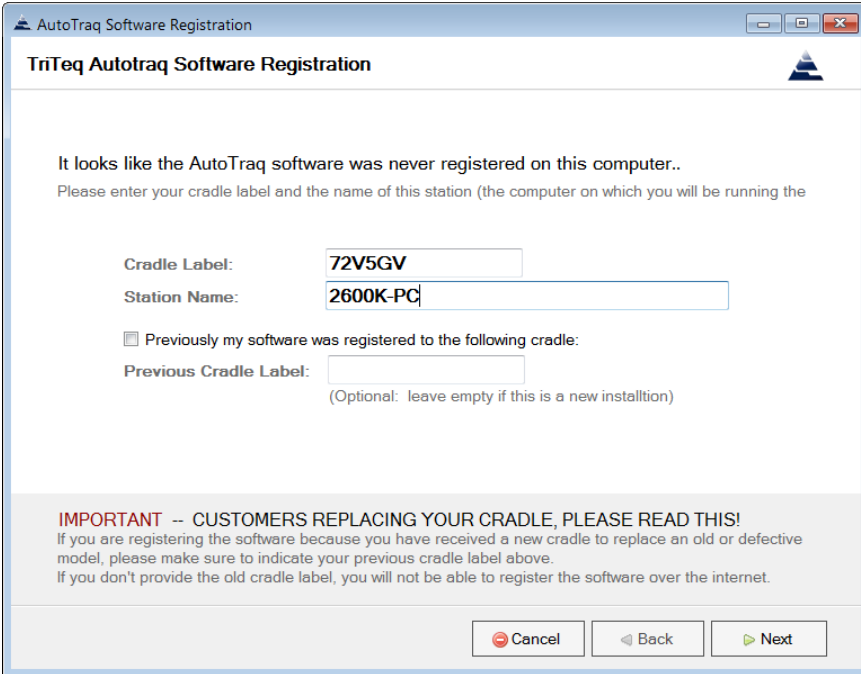 AutoTraq Software Registration
TriTeq Autotraq Software Registration
It looks like the AutoTraq software was never registered on this computer..
Please enter your cradle label and the name of this station (the computer on which you will be running the
Cradle Label: 72V5GV
Station Name: 2600K-PC
Previously my software was registered to the following cradle:
Previous Cradle Label:
(Optional: leave empty if this is a new installtion)
IMPORTANT -- CUSTOMERS REPLACING YOUR CRADLE, PLEASE READ THIS!
If you are registering the software because you have received a new cradle to replace an old or defective
model, please make sure to indicate your previous cradle label above.
If you don't provide the old cradle label, you will not be able to register the software over the internet.
Cancel Back Next